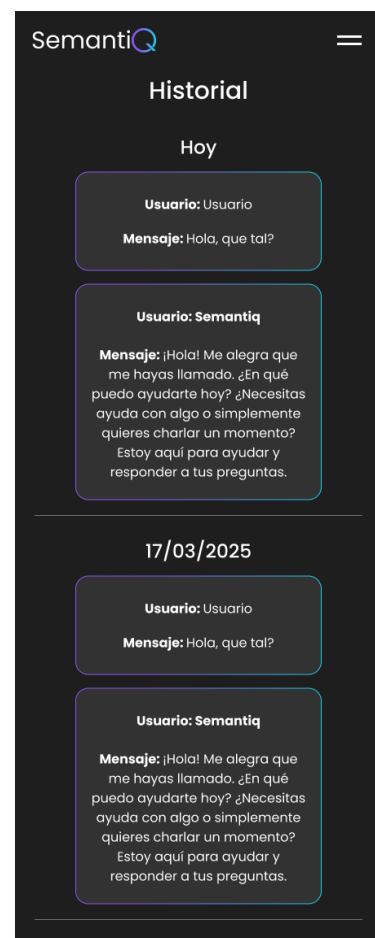 SemantiQ
Historial
Hoy
Usuario: Usuario
Mensaje: Hola, que tal?
Usuario: Semantiq
Mensaje: ¡Hola! Me alegra que
me hayas llamado. ¿En qué
puedo ayudarte hoy? ¿Necesitas
ayuda con algo o simplemente
quieres charlar un momento?
Estoy aquí para ayudar y
responder a tus preguntas.
17/03/2025
Usuario: Usuario
Mensaje: Hola, que tal?
Usuario: Semantiq
Mensaje: ¡Hola! Me alegra que
me hayas llamado. ¿En qué
puedo ayudarte hoy? ¿Necesitas
ayuda con algo o simplemente
quieres charlar un momento?
Estoy aquí para ayudar y
responder a tus preguntas.